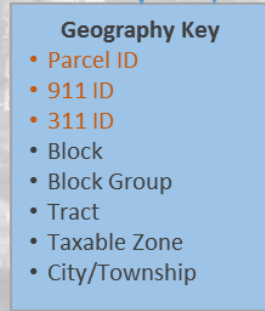 Geography Key
• Parcel ID
• 911 ID
• 311 ID
• Block
• Block Group
• Tract
• Taxable Zone
• City/Township